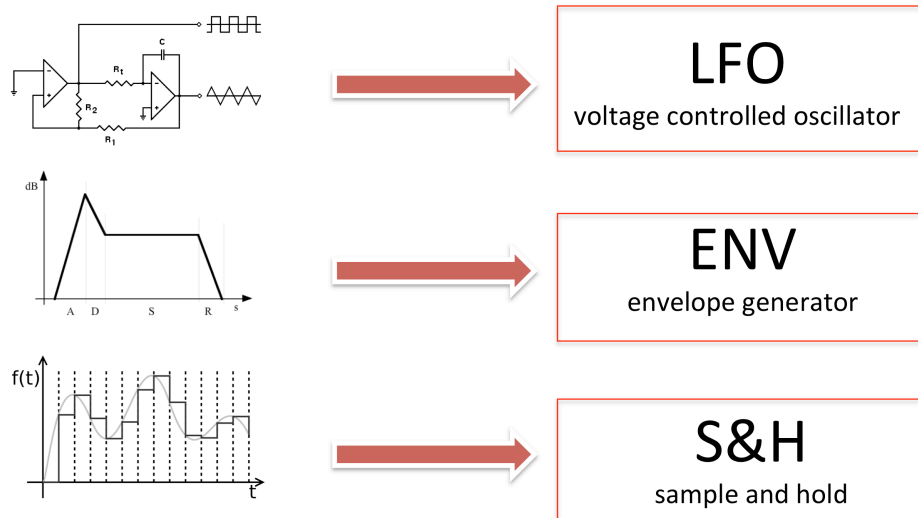 C
Rt
R2
R1
LFO
voltage controlled oscillator
dB
A D S R s
ENV
envelope generator
f(t)
t
S&H
sample and hold